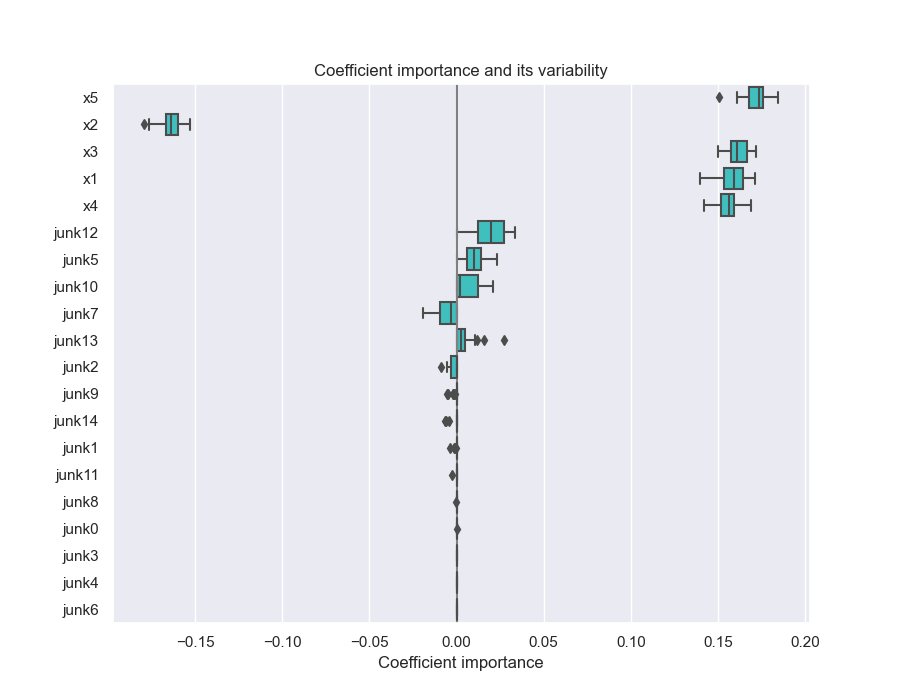 Coefficient importance and its variability
x5
x2
x3
x1
x4
junk12
junk5
junk10
junk7
junk13
junk2
junk9
junk14
junk1
junk11
junk8
junk0
junk3
junk4
junk6
−0.15 −0.10 −0.05 0.00 0.05 0.10 0.15 0.20
Coefficient importance